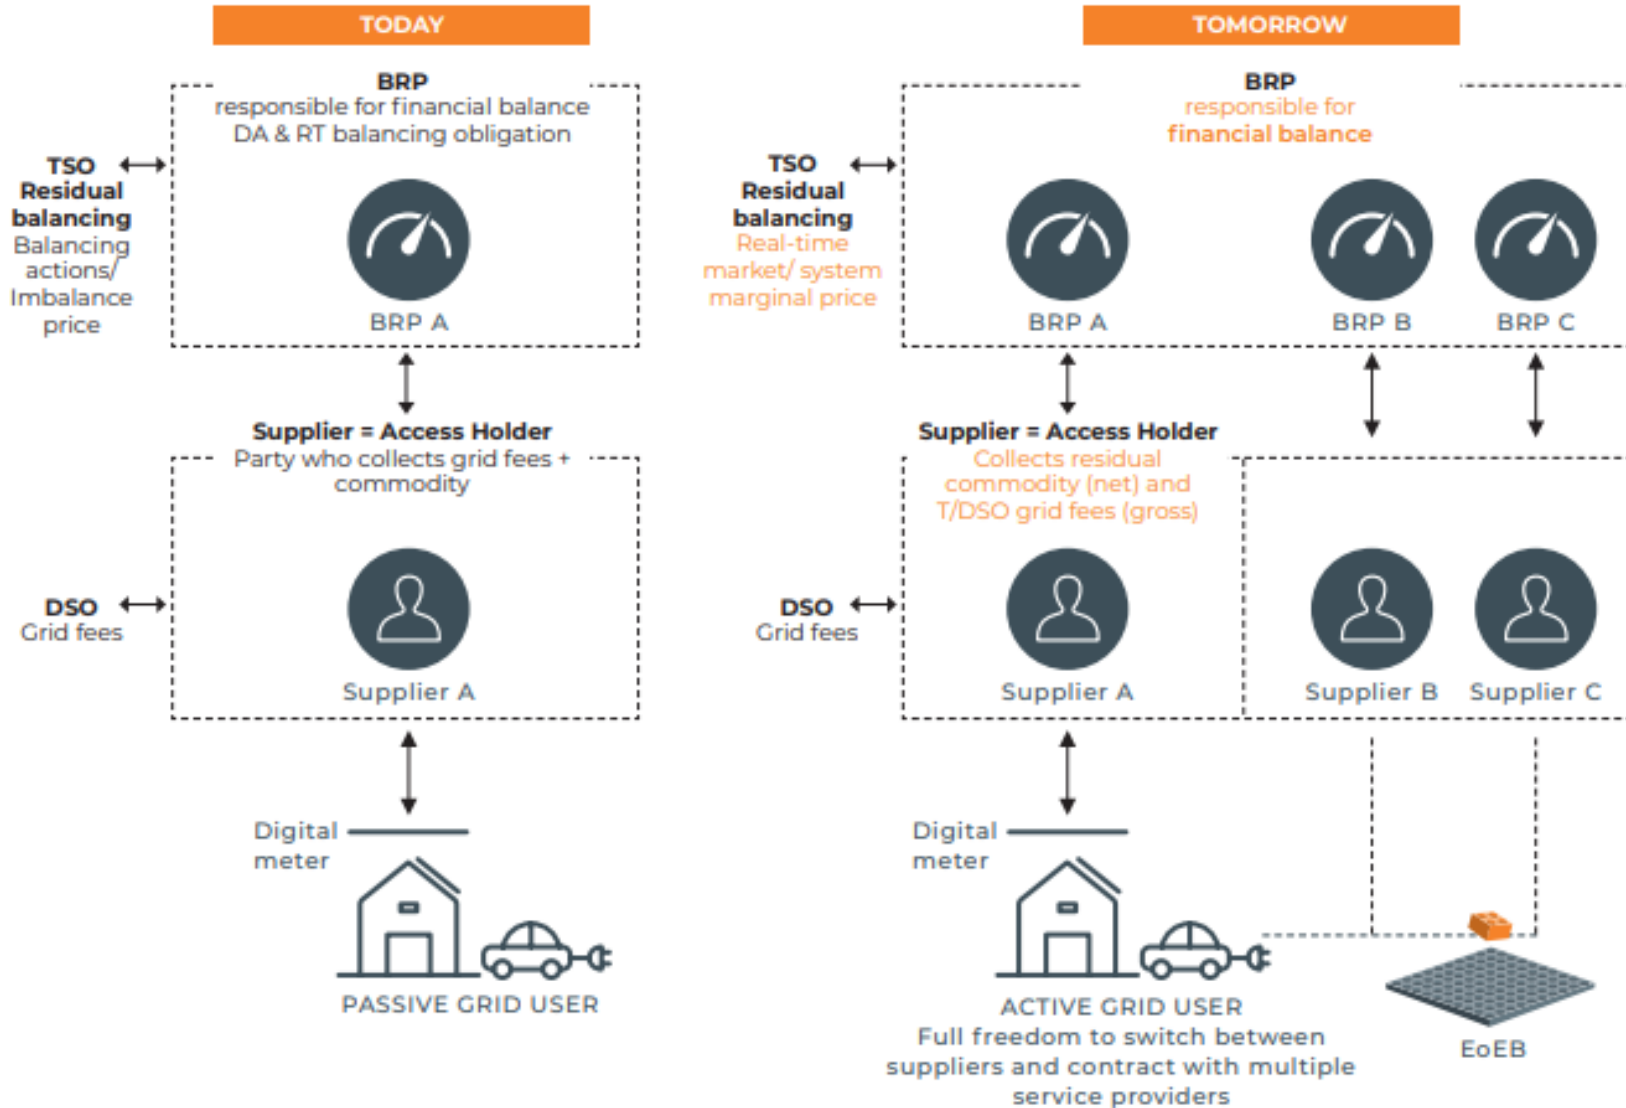 TODAY
BRP
responsible for financial balance
DA & RT balancing obligation
TSO
Residual
balancing
Balancing
actions/
Imbalance
price
BRP A
Supplier = Access Holder
Party who collects grid fees +
commodity
DSO
Grid fees
Supplier A
Digital
meter
PASSIVE GRID USER
TOMORROW
BRP
responsible for
financial balance
TSO
Residual
balancing
Real-time
market/ system
marginal price
BRP A
BRP B
BRP C
Supplier = Access Holder
Collects residual
commodity (net) and
T/DSO grid fees (gross)
DSO
Grid fees
Supplier A
Supplier B
Supplier C
Digital
meter
ACTIVE GRID USER
Full freedom to switch between
suppliers and contract with multiple
service providers
EoEB